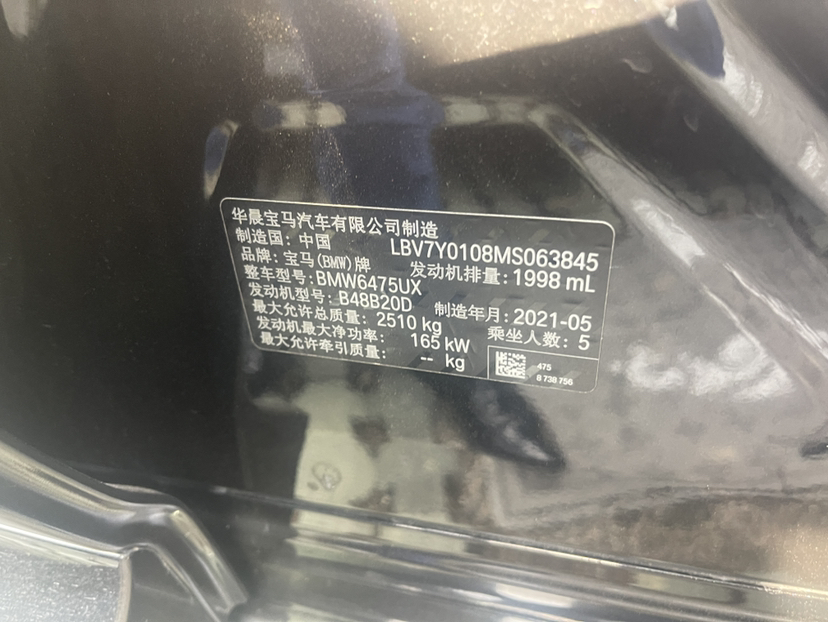 华晨宝马汽车有限公司制造
制造国：中国 LBV7Y0108MS063845
品牌：宝马(BMW)牌 发动机排量：1998 mL
整车型号：BMW6475UX
发动机型号：B48B20D 制造年月：2021-05
最大允许总质量：2510 kg 乘坐人数：5
发动机最大净功率：165 kW
最大允许牵引质量：-- kg
475
8 738 756